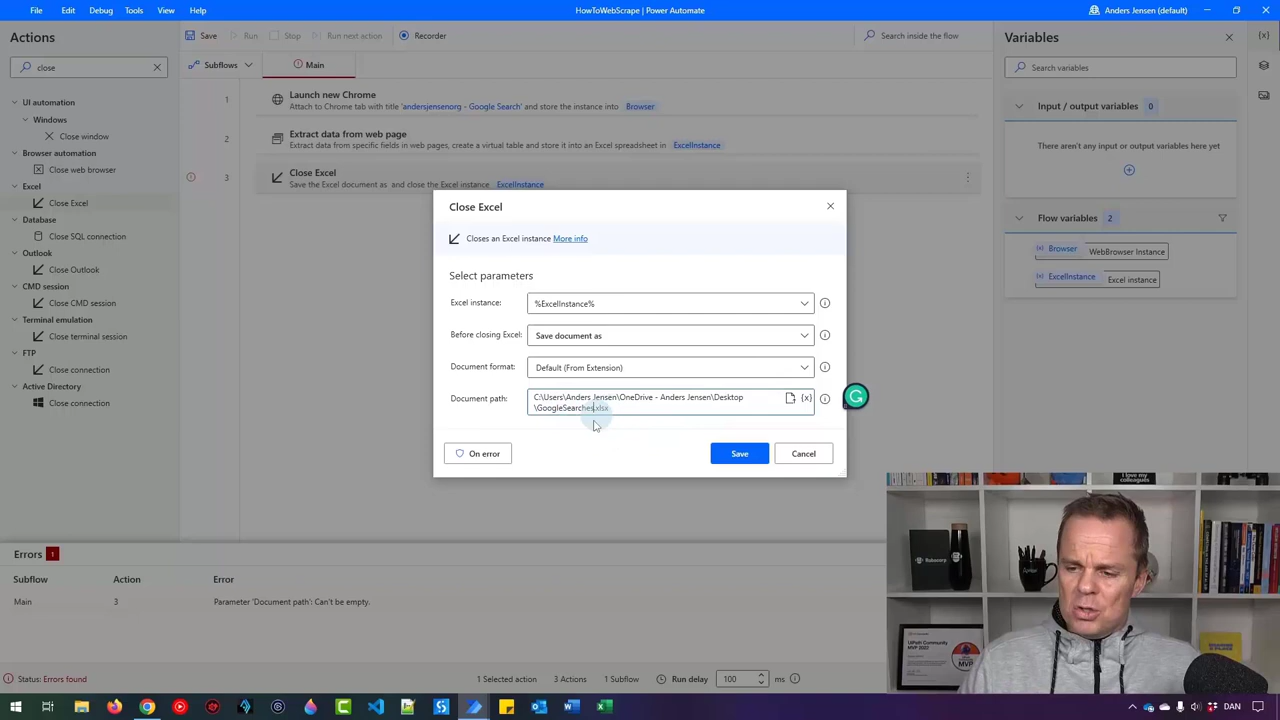 File
Edit
Debug
Tools
View
Help
HowToWebScrape | Power Automate
Anders Jensen (default)
Actions
close
UI automation
Windows
Close window
Browser automation
Close web browser
Excel
Close Excel
Database
Close SQL connection
Outlook
Close Outlook
CMD session
Close CMD session
Terminal emulation
Close terminal session
FTP
Close connection
Active Directory
Close connection
Save
Run
Stop
Run next action
Recorder
Search inside the flow
Subflows
Main
1
Launch new Chrome
Attach to Chrome tab with title 'andersjensenorg - Google Search' and store the instance into Browser
2
Extract data from web page
Extract data from specific fields in web pages, create a virtual table and store it into an Excel spreadsheet in ExcelInstance
3
Close Excel
Save the Excel document as and close the Excel instance ExcelInstance
Close Excel
Closes an Excel instance More info
Select parameters
Excel instance:
%ExcelInstance%
Before closing Excel:
Save document as
Document format:
Default (From Extension)
Document path:
C:\Users\Anders Jensen\OneDrive - Anders Jensen\Desktop
\GoogleSearches.xlsx
{x}
On error
Save
Cancel
Variables
{x}
Search variables
Input / output variables 0
There aren't any input or output variables here yet
Flow variables 2
Browser
WebBrowser Instance
ExcelInstance
Excel instance
Errors 1
Subflow
Action
Error
Main
3
Parameter 'Document path': Can't be empty.
Status: Errors found
1 Selected action
3 Actions
1 Subflow
Run delay
100
ms
I love my
colleagues
Robocorp
UiPath Community
MVP 2022
MVP
DAN